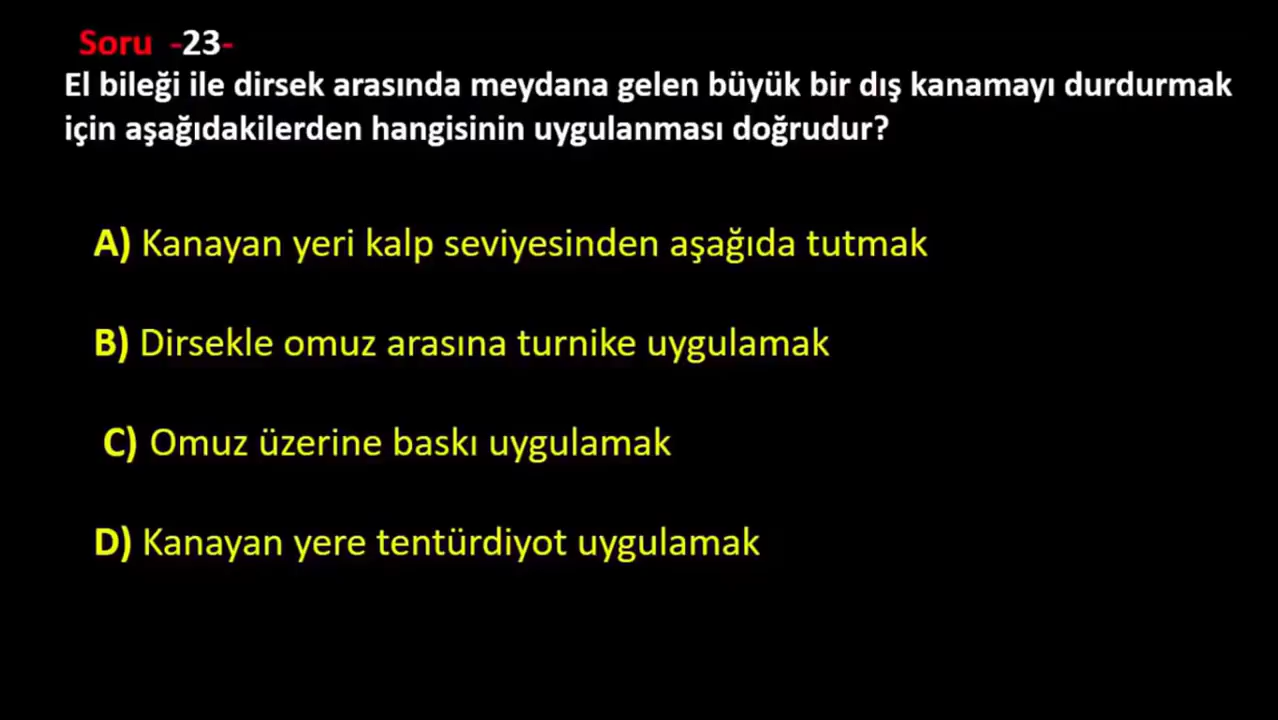 Soru -23-
El bileği ile dirsek arasında meydana gelen büyük bir dış kanamayı durdurmak
için aşağıdakilerden hangisinin uygulanması doğrudur?
A) Kanayan yeri kalp seviyesinden aşağıda tutmak
B) Dirsekle omuz arasına turnike uygulamak
C) Omuz üzerine baskı uygulamak
D) Kanayan yere tentürdiyot uygulamak